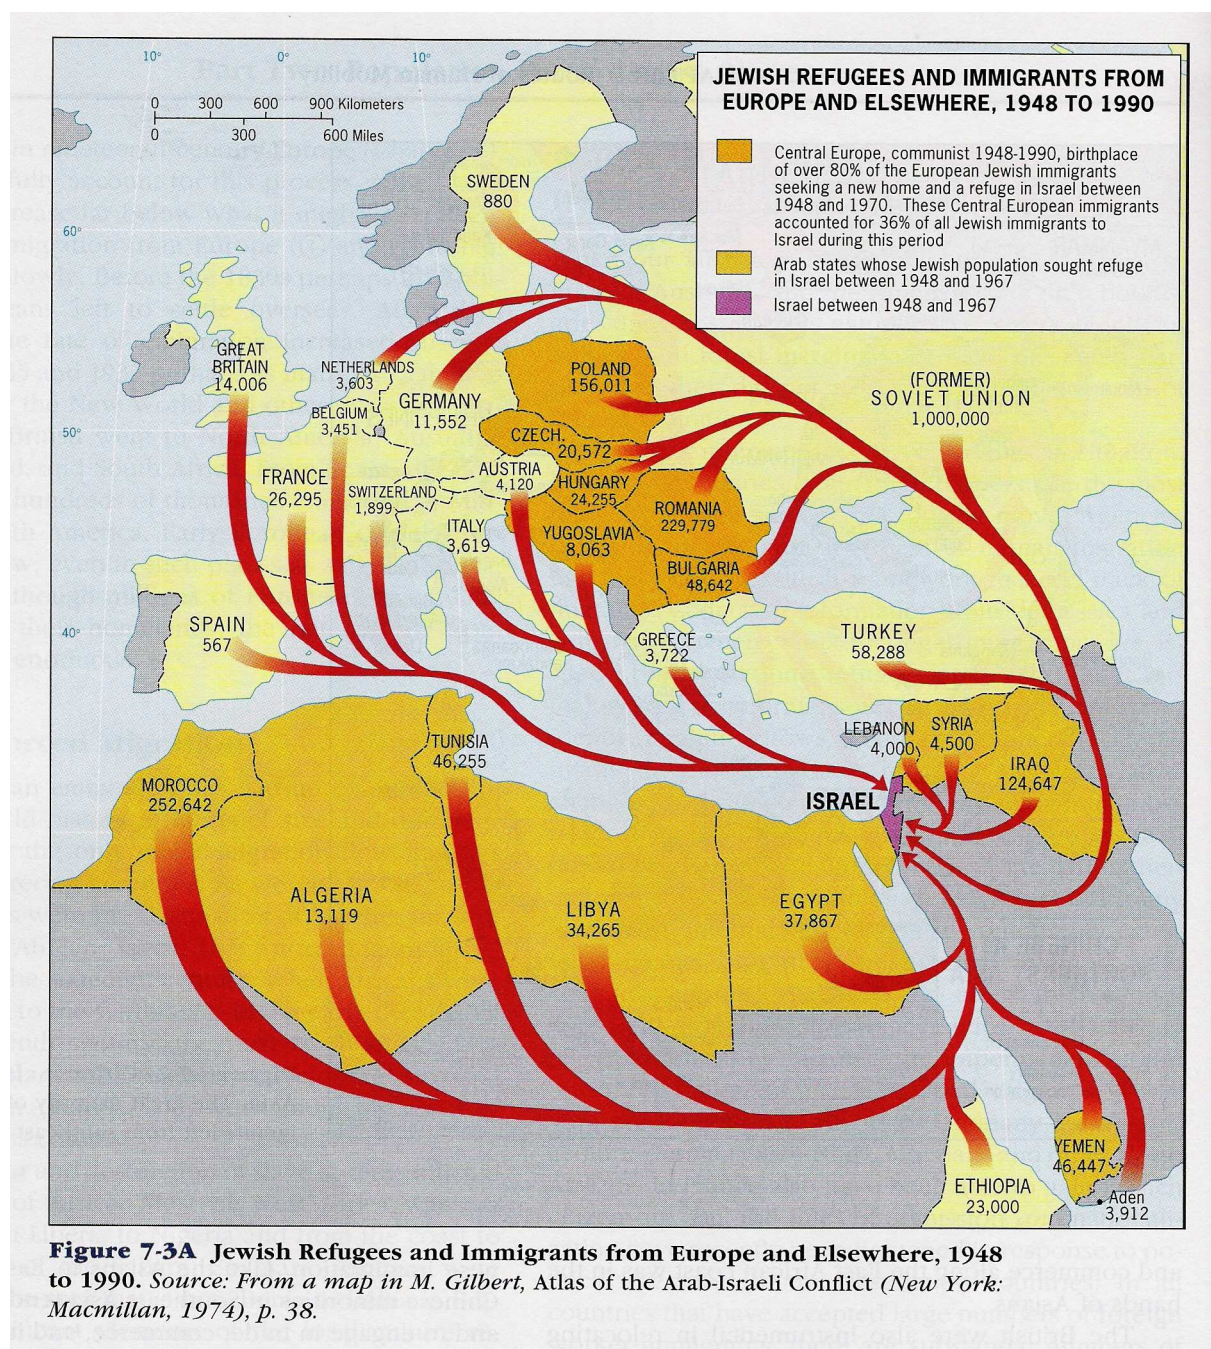 10°
0°
10°
0 300 600 900 Kilometers
0 300 600 Miles
JEWISH REFUGEES AND IMMIGRANTS FROM
EUROPE AND ELSEWHERE, 1948 TO 1990
Central Europe, communist 1948-1990, birthplace
of over 80% of the European Jewish immigrants
seeking a new home and a refuge in Israel between
1948 and 1970. These Central European immigrants
accounted for 36% of all Jewish immigrants to
Israel during this period
Arab states whose Jewish population sought refuge
in Israel between 1948 and 1967
Israel between 1948 and 1967
SWEDEN
880
60°
GREAT
BRITAIN
14.006
NETHERLANDS
3,603
BELGIUM
3,451
GERMANY
11,552
POLAND
156,011
(FORMER)
SOVIET UNION
1,000,000
50°
CZECH.
20,572
FRANCE
26,295
SWITZERLAND
1,899
AUSTRIA
4,120
HUNGARY
24,255
ROMANIA
229,779
ITALY
3,619
YUGOSLAVIA
8,063
BULGARIA
48,642
40°
SPAIN
567
GREECE
3,722
TURKEY
58,288
LEBANON
4,000
SYRIA
4,500
IRAQ
124,647
TUNISIA
46,255
MOROCCO
252,642
ISRAEL
ALGERIA
13,119
LIBYA
34,265
EGYPT
37,867
YEMEN
46,447
ETHIOPIA
23,000
Aden
3,912
Figure 7-3A Jewish Refugees and Immigrants from Europe and Elsewhere, 1948
to 1990. Source: From a map in M. Gilbert, Atlas of the Arab-Israeli Conflict (New York:
Macmillan, 1974), p. 38.